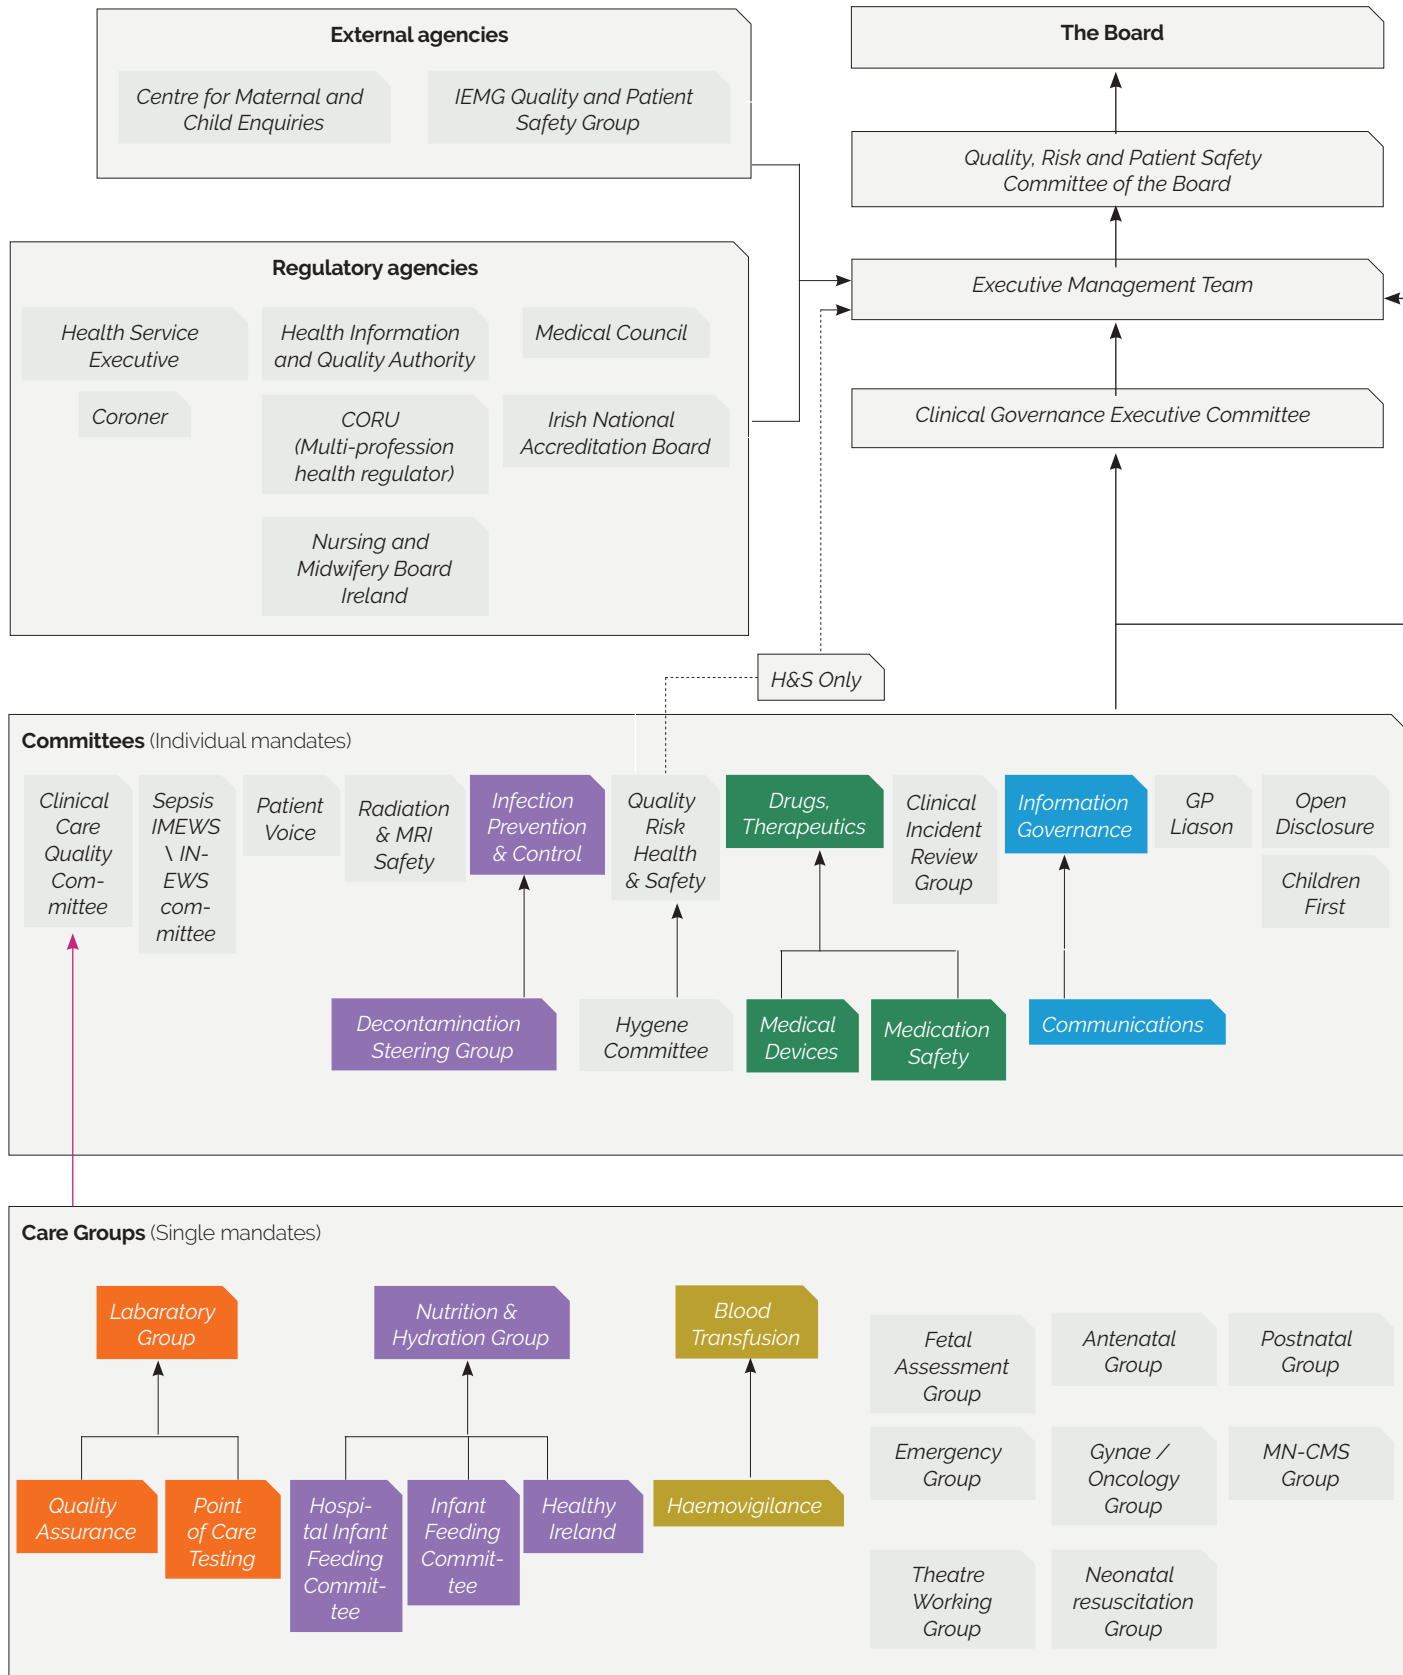 External agencies
Centre for Maternal and
Child Enquiries
IEMG Quality and Patient
Safety Group
The Board
Quality, Risk and Patient Safety
Committee of the Board
Executive Management Team
Clinical Governance Executive Committee
Regulatory agencies
Health Service
Executive
Health Information
and Quality Authority
Medical Council
Coroner
CORU
(Multi-profession
health regulator)
Irish National
Accreditation Board
Nursing and
Midwifery Board
Ireland
H&S Only
Committees (Individual mandates)
Clinical
Care
Quality
Com-
mittee
Sepsis
IMEWS
\ IN-
EWS
com-
mittee
Patient
Voice
Radiation
& MRI
Safety
Infection
Prevention
& Control
Quality
Risk
Health
& Safety
Drugs,
Therapeutics
Clinical
Incident
Review
Group
Information
Governance
GP
Liason
Open
Disclosure
Children
First
Decontamination
Steering Group
Hygene
Committee
Medical
Devices
Medication
Safety
Communications
Care Groups (Single mandates)
Labaratory
Group
Nutrition &
Hydration Group
Blood
Transfusion
Fetal
Assessment
Group
Antenatal
Group
Postnatal
Group
Emergency
Group
Gynae /
Oncology
Group
MN-CMS
Group
Quality
Assurance
Point
of Care
Testing
Hospi-
tal Infant
Feeding
Commit-
tee
Infant
Feeding
Commit-
tee
Healthy
Ireland
Haemovigilance
Theatre
Working
Group
Neonatal
resuscitation
Group